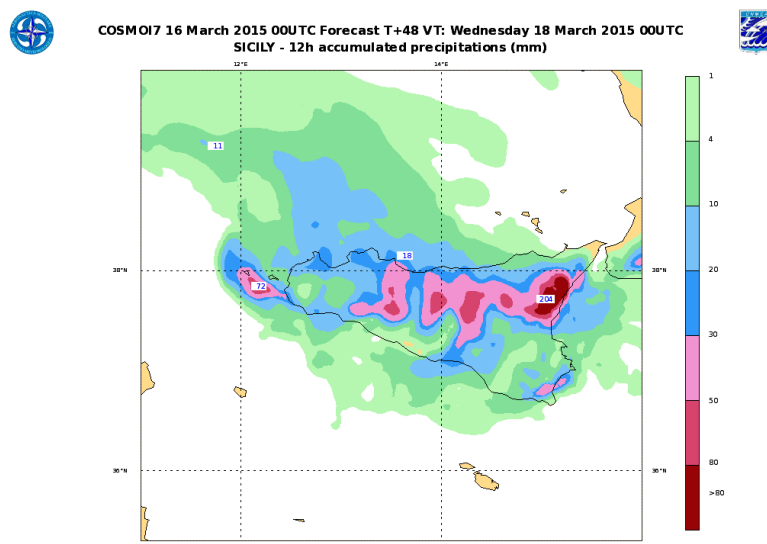 COSMOI7 16 March 2015 00UTC Forecast T+48 VT: Wednesday 18 March 2015 00UTC
SICILY - 12h accumulated precipitations (mm)
12°E 14°E
1
4
11
10
18
38°N 38°N
20
72
204
30
50
80
36°N 36°N
>80